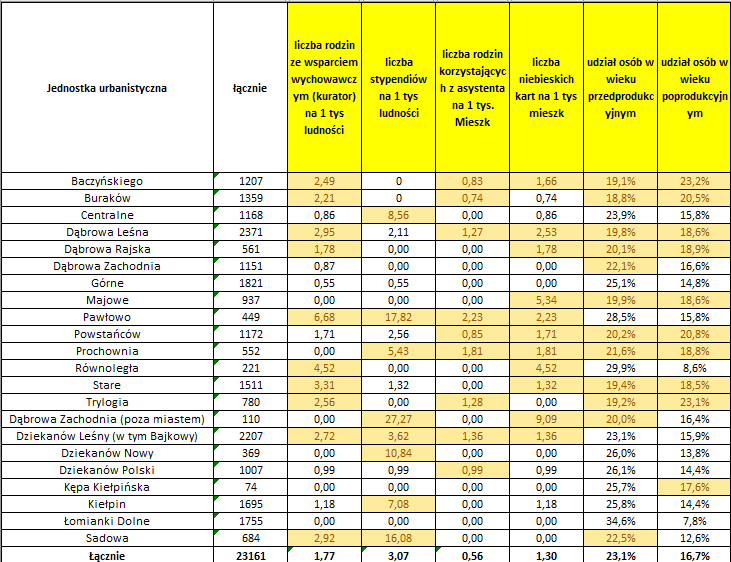 Jednostka urbanistyczna | łącznie | liczba rodzin ze wsparciem wychowawczym (kurator) na 1 tys ludności | liczba stypendiów na 1 tys ludności | liczba rodzin korzystających z asystenta na 1 tys. Mieszk | liczba niebieskich kart na 1 tys mieszk | udział osób w wieku przedprodukcyjnym | udział osób w wieku poprodukcyjnym
Baczyńskiego 1207 2,49 0 0,83 1,66 19,1% 23,2%
Buraków 1359 2,21 0 0,74 0,74 18,8% 20,5%
Centralne 1168 0,86 8,56 0,00 0,86 23,9% 15,8%
Dąbrowa Leśna 2371 2,95 2,11 1,27 2,53 19,8% 18,6%
Dąbrowa Rajska 561 1,78 0,00 0,00 1,78 20,1% 18,9%
Dąbrowa Zachodnia 1151 0,87 0,00 0,00 0,00 22,1% 16,6%
Górne 1821 0,55 0,55 0,00 0,00 25,1% 14,8%
Majowe 937 0,00 0,00 0,00 5,34 19,9% 18,6%
Pawłowo 449 6,68 17,82 2,23 2,23 28,5% 15,8%
Powstańców 1172 1,71 2,56 0,85 1,71 20,2% 20,8%
Prochownia 552 0,00 5,43 1,81 1,81 21,6% 18,8%
Równoległa 221 4,52 0,00 0,00 4,52 29,9% 8,6%
Stare 1511 3,31 1,32 0,00 1,32 19,4% 18,5%
Trylogia 780 2,56 0,00 1,28 0,00 19,2% 23,1%
Dąbrowa Zachodnia (poza miastem) 110 0,00 27,27 0,00 9,09 20,0% 16,4%
Dziekanów Leśny (w tym Bajkowy) 2207 2,72 3,62 1,36 1,36 23,1% 15,9%
Dziekanów Nowy 369 0,00 10,84 0,00 0,00 26,0% 13,8%
Dziekanów Polski 1007 0,99 0,99 0,99 0,99 26,1% 14,4%
Kępa Kiełpińska 74 0,00 0,00 0,00 0,00 25,7% 17,6%
Kiełpin 1695 1,18 7,08 0,00 1,18 25,8% 14,4%
Łomianki Dolne 1755 0,00 0,00 0,00 0,00 34,6% 7,8%
Sadowa 684 2,92 16,08 0,00 0,00 22,5% 12,6%
Łącznie 23161 1,77 3,07 0,56 1,30 23,1% 16,7%